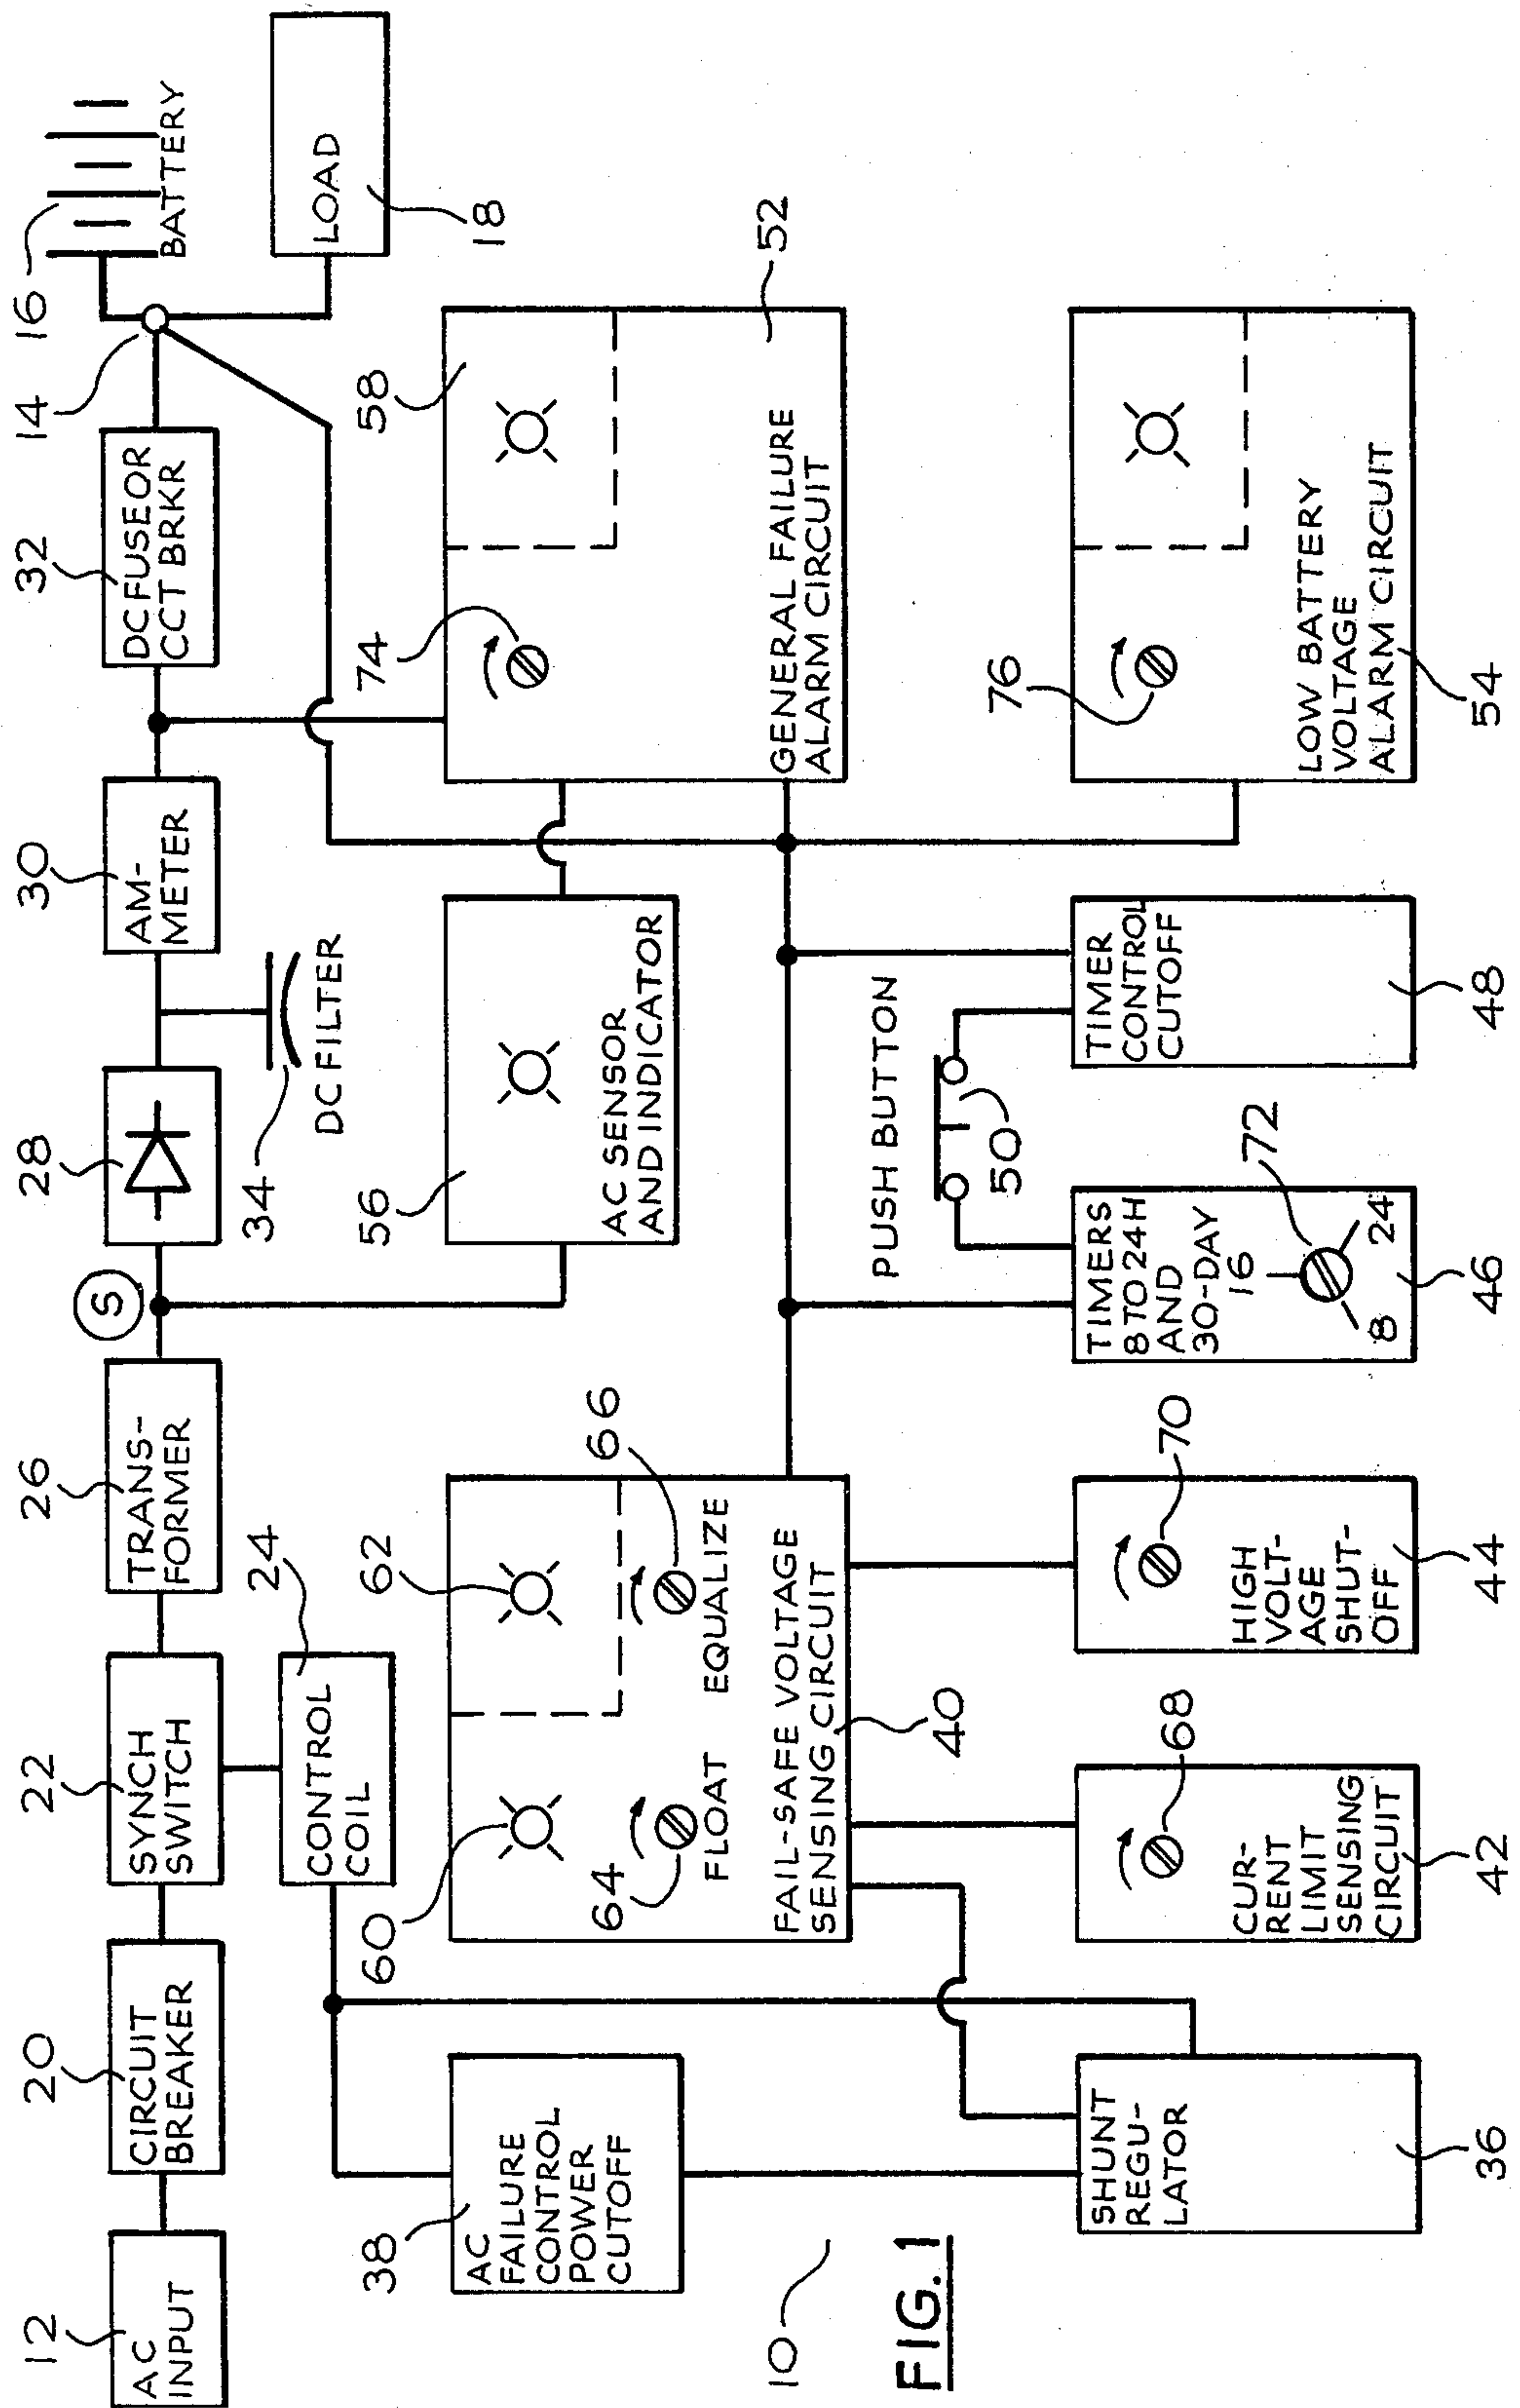 12
20
22
26
28
30
32
14
16
AC
INPUT
CIRCUIT
BREAKER
SYNCH
SWITCH
TRANS-
FORMER
S
AM-
METER
DC FUSE OR
CCT BRKR
BATTERY
24
CONTROL
COIL
34
DC FILTER
LOAD
18
38
AC
FAILURE
CONTROL
POWER
CUTOFF
60
62
64
66
FLOAT
EQUALIZE
FAIL-SAFE VOLTAGE
SENSING CIRCUIT
40
56
AC SENSOR
AND INDICATOR
74
58
GENERAL FAILURE
ALARM CIRCUIT
52
10
FIG. 1
PUSH BUTTON
50
SHUNT
REGU-
LATOR
36
68
CUR-
RENT
LIMIT
SENSING
CIRCUIT
42
70
HIGH
VOLT-
AGE
SHUT-
OFF
44
TIMERS
8 TO 24H
AND
30-DAY
16
8
24
72
46
TIMER
CONTROL
CUTOFF
48
76
LOW BATTERY
VOLTAGE
ALARM CIRCUIT
54